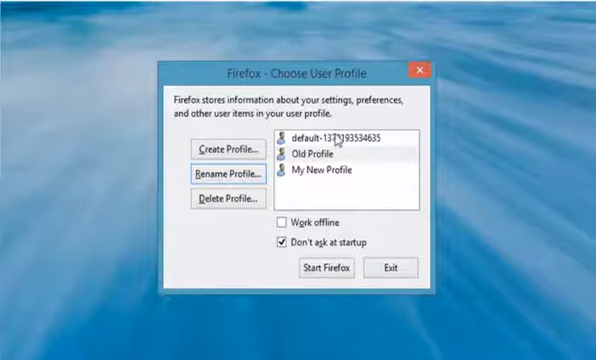 Firefox - Choose User Profile
Firefox stores information about your settings, preferences,
and other user items in your user profile.
Create Profile...
Rename Profile...
Delete Profile...
Old Profile
My New Profile
Work offline
Don't ask at startup
Start Firefox
Exit